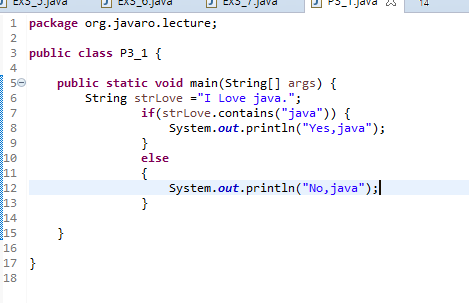 Ex3_5.java Ex3_6.java Ex3_7.java P3_1.java
1 package org.javaro.lecture;
2
3 public class P3_1 {
4
5 public static void main(String[] args) {
6 String strLove ="I Love java.";
7 if(strLove.contains("java")) {
8 System.out.println("Yes,java");
9 }
10 else
11 {
12 System.out.println("No,java");
13 }
14
15 }
16
17 }
18